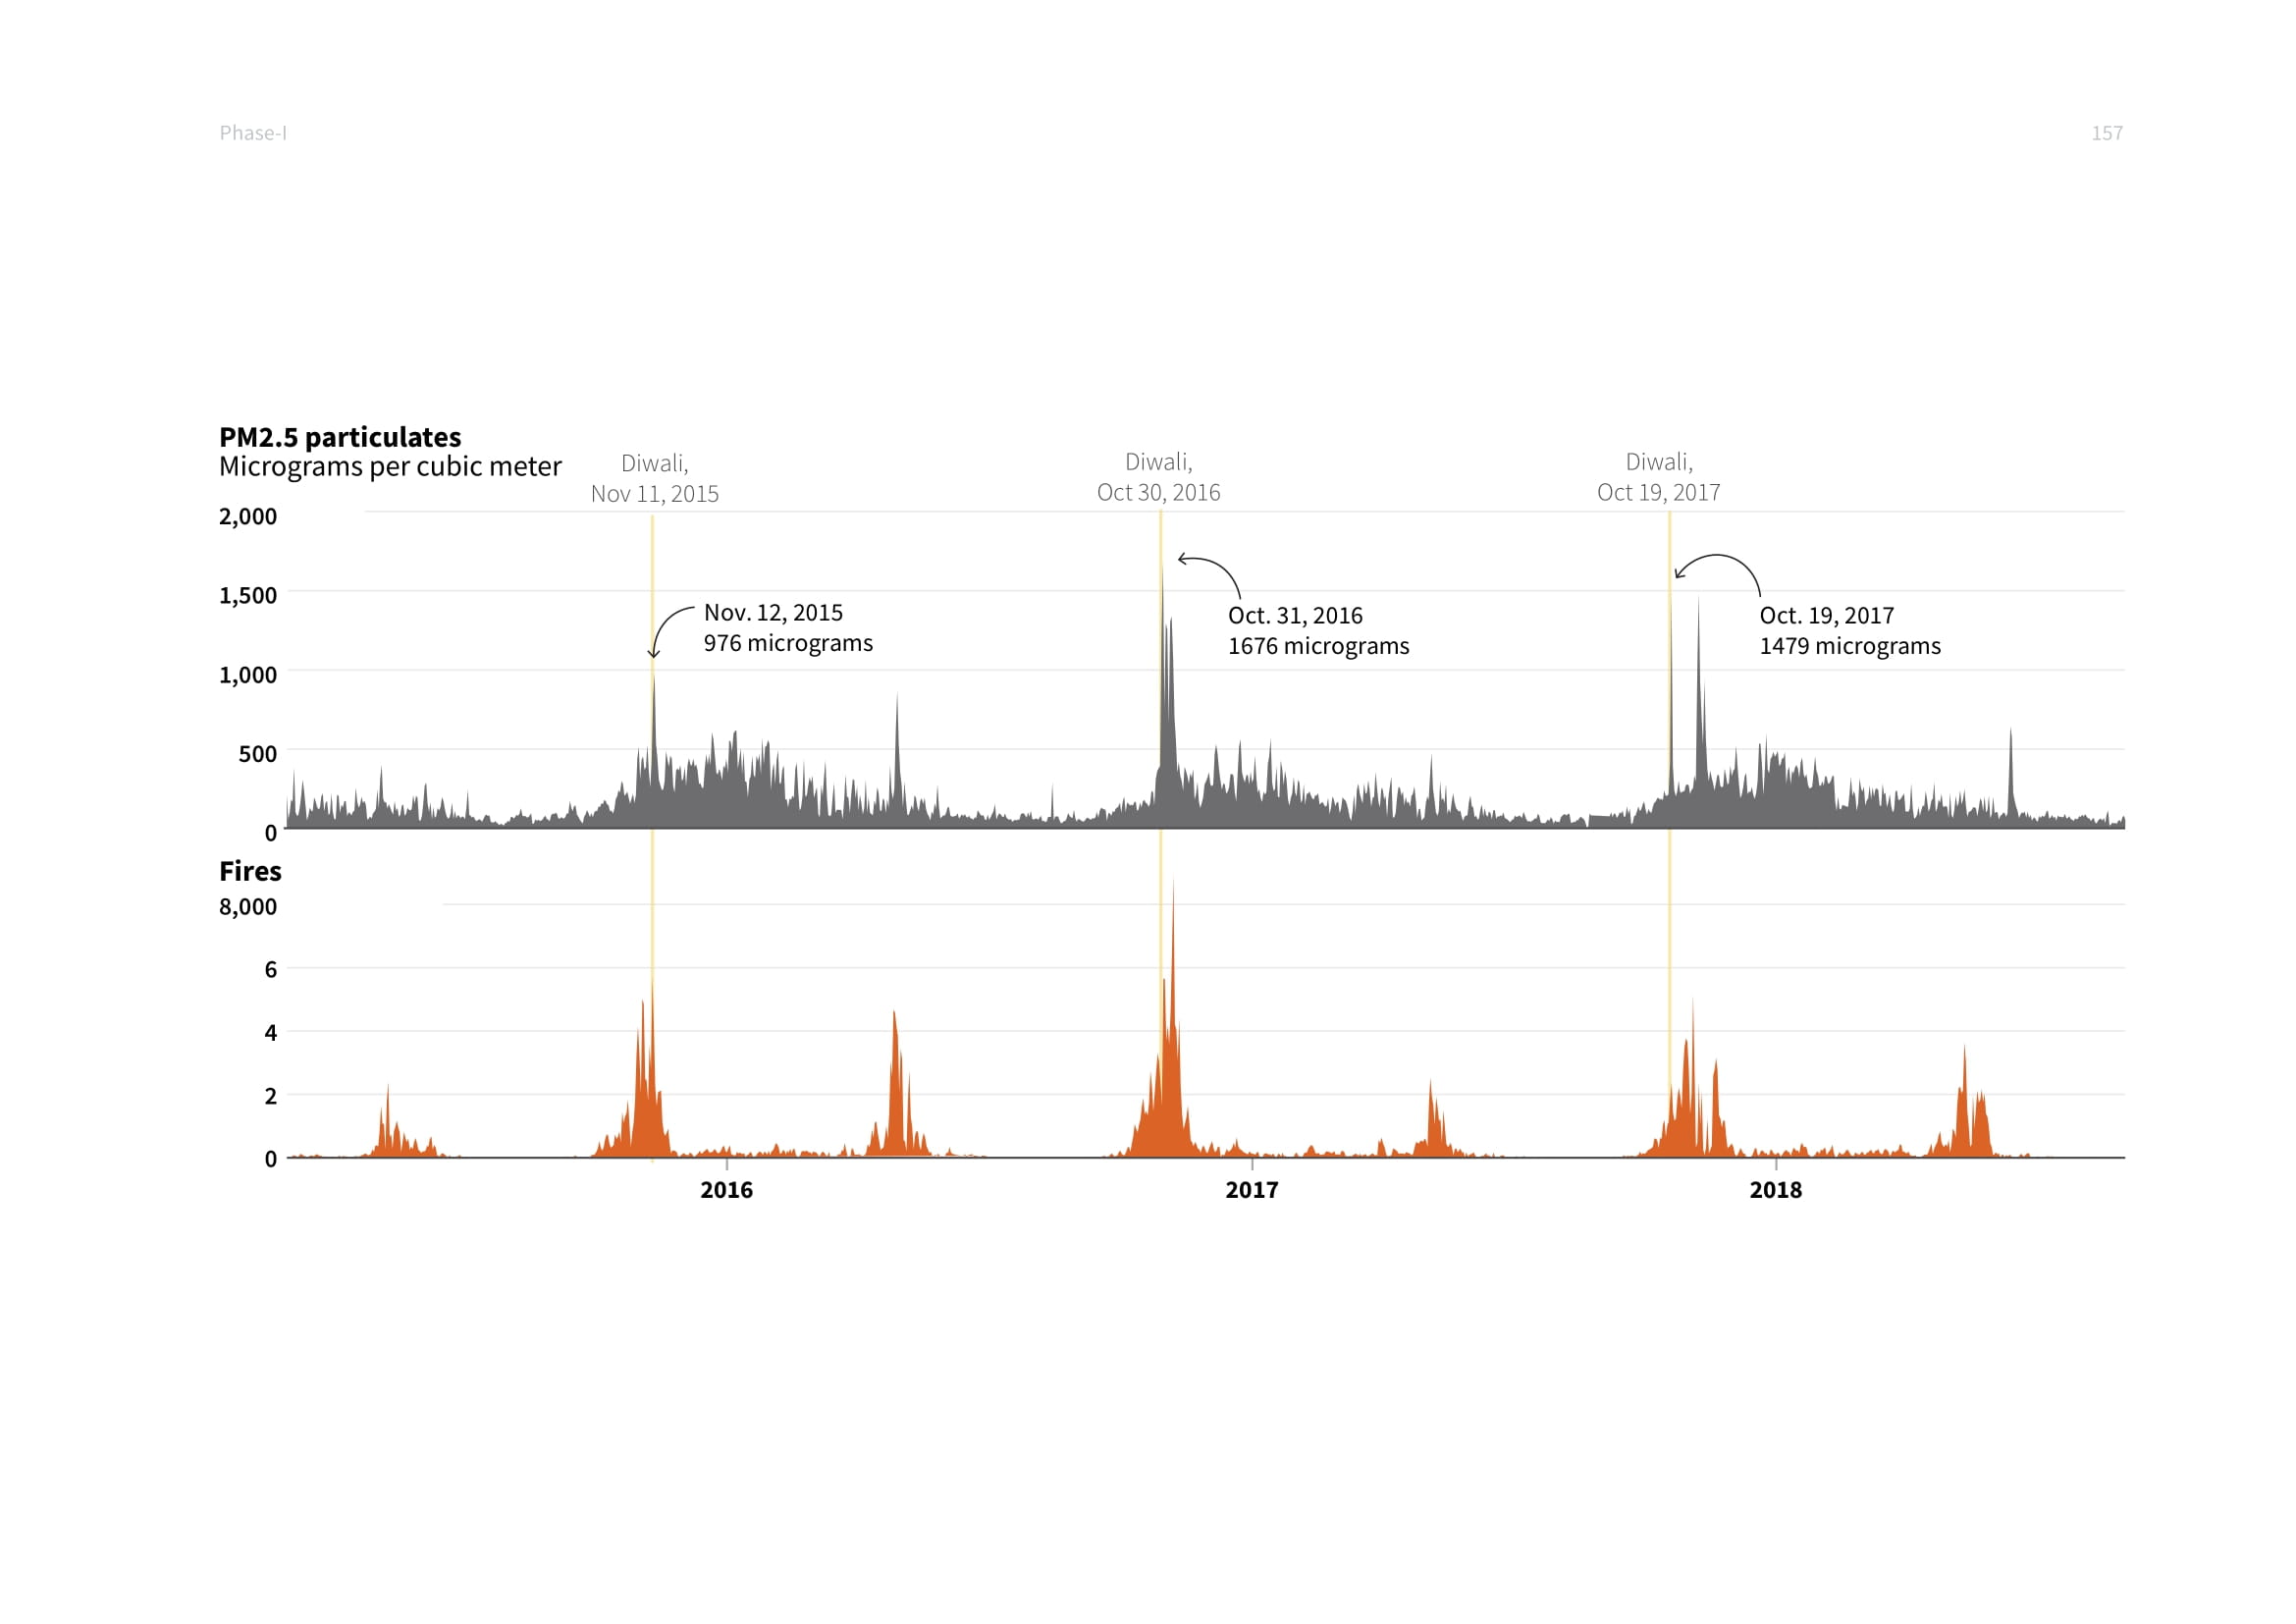 Phase-I
157
PM2.5 particulates
Micrograms per cubic meter
Diwali,
Nov 11, 2015
Diwali,
Oct 30, 2016
Diwali,
Oct 19, 2017
2,000
1,500
1,000
500
0
Nov. 12, 2015
976 micrograms
Oct. 31, 2016
1676 micrograms
Oct. 19, 2017
1479 micrograms
Fires
8,000
6
4
2
0
2016
2017
2018